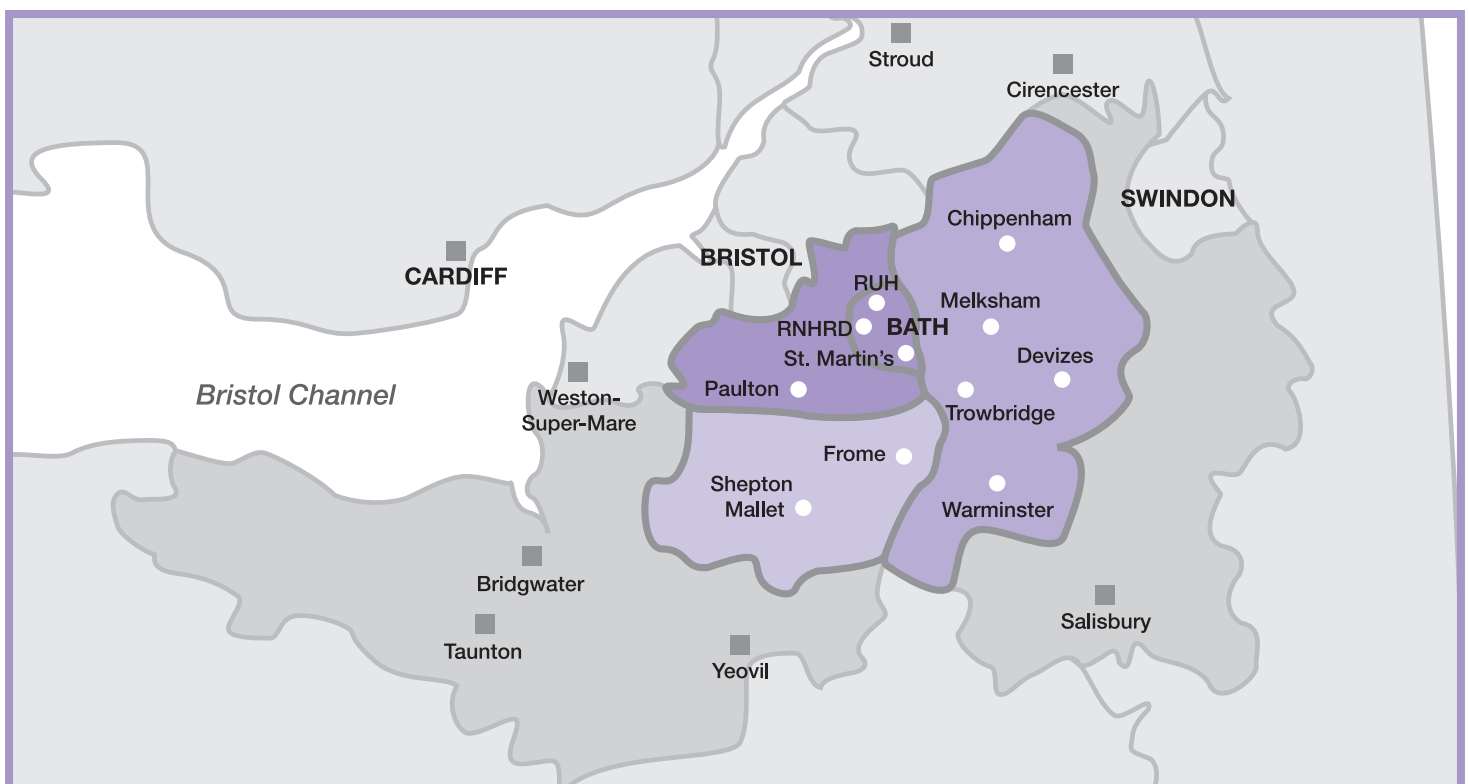 Stroud
Cirencester
SWINDON
Chippenham
BRISTOL
CARDIFF
RUH
Melksham
RNHRD
BATH
St. Martin's
Devizes
Paulton
Bristol Channel
Weston-
Super-Mare
Trowbridge
Frome
Shepton
Mallet
Warminster
Bridgwater
Salisbury
Taunton
Yeovil